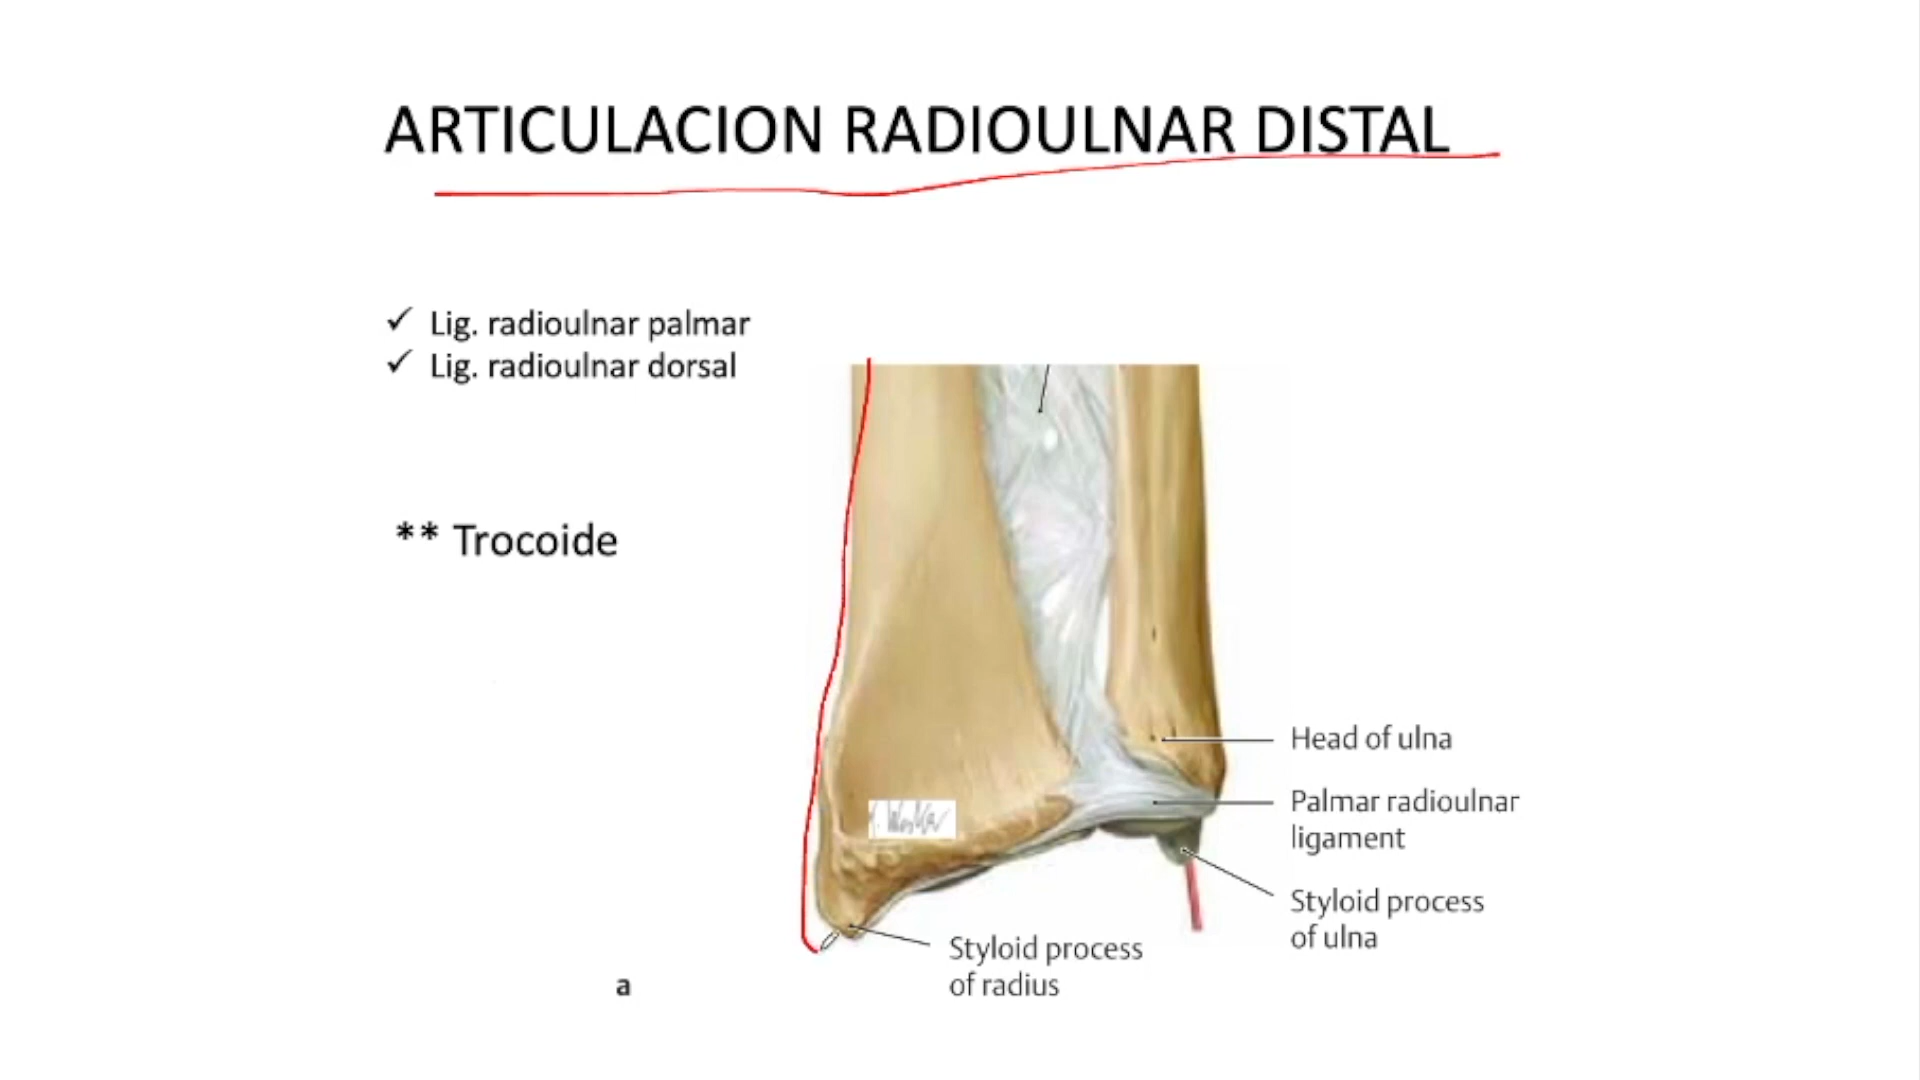 ARTICULACION RADIOULNAR DISTAL
✓ Lig. radioulnar palmar
✓ Lig. radioulnar dorsal
** Trocoide
Head of ulna
Palmar radioulnar
ligament
Styloid process
of ulna
Styloid process
of radius
a